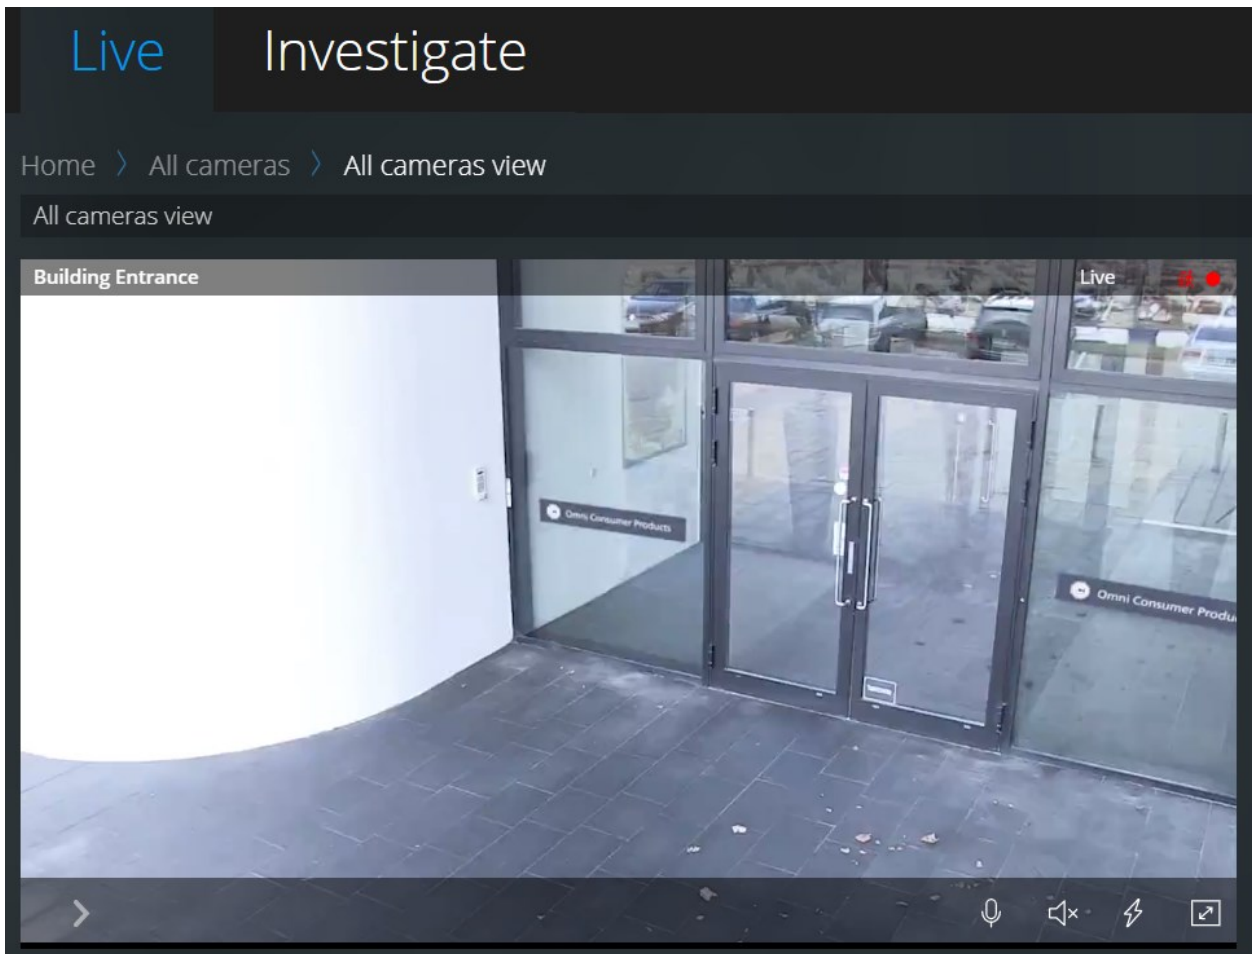 Live Investigate
Home 〉 All cameras 〉 All cameras view
All cameras view
Building Entrance Live
Omni Consumer Products
Omni Consumer Produ